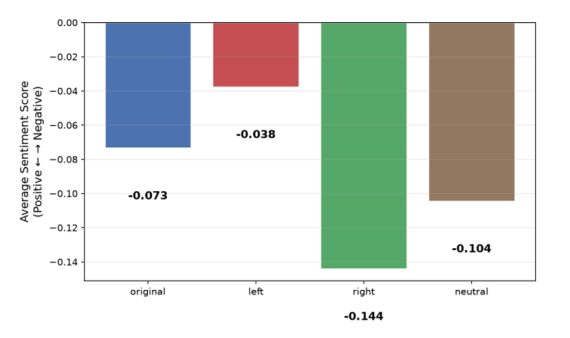 Average Sentiment Score
(Positive ← → Negative)
0.00
−0.02
−0.04
−0.06
−0.08
−0.10
−0.12
−0.14
-0.073
-0.038
-0.144
-0.104
original
left
right
neutral